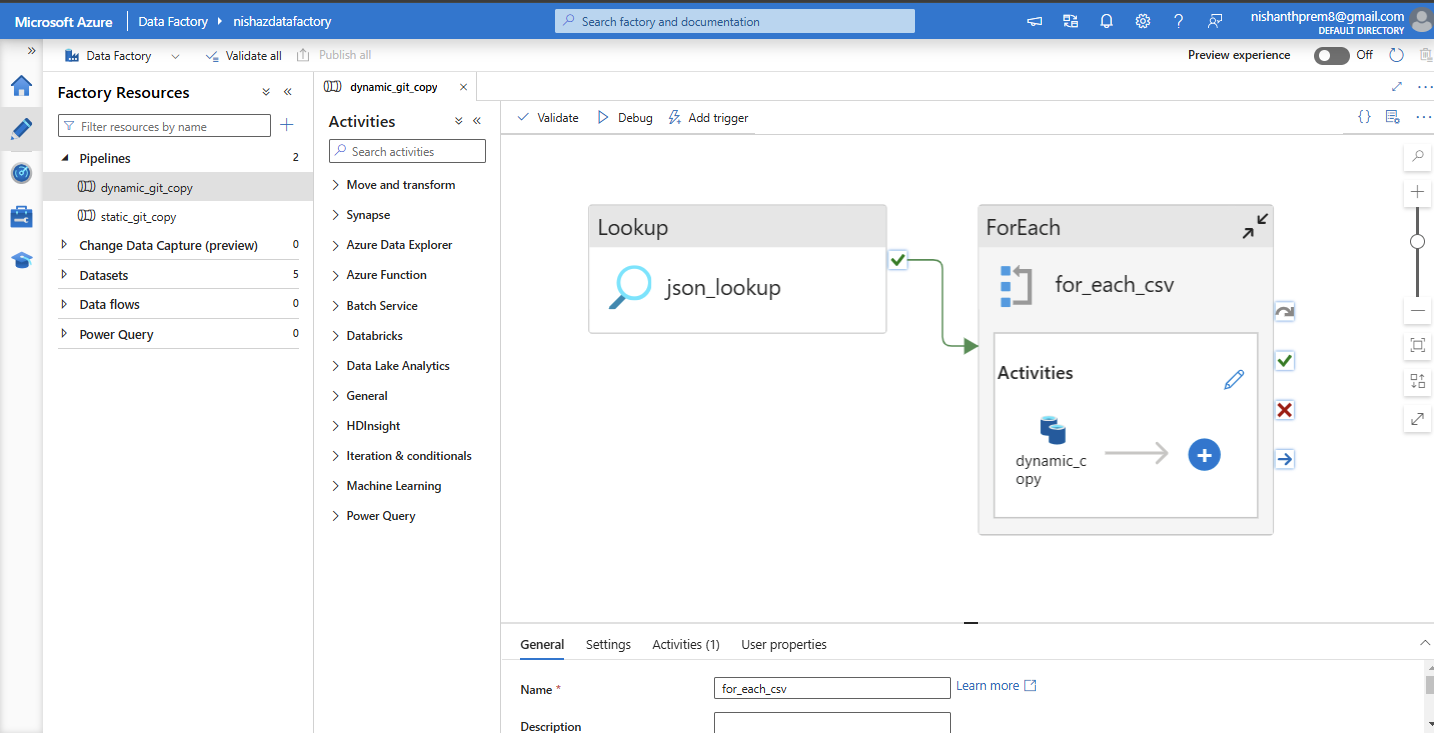 Microsoft Azure
Data Factory
nishazdatafactory
Search factory and documentation
nishanthprem8@gmail.com
DEFAULT DIRECTORY
Data Factory
Validate all
Publish all
Preview experience
Off
Factory Resources
Filter resources by name
Pipelines 2
dynamic_git_copy
static_git_copy
Change Data Capture (preview) 0
Datasets 5
Data flows 0
Power Query 0
dynamic_git_copy
Activities
Search activities
Move and transform
Synapse
Azure Data Explorer
Azure Function
Batch Service
Databricks
Data Lake Analytics
General
HDInsight
Iteration & conditionals
Machine Learning
Power Query
Validate
Debug
Add trigger
Lookup
json_lookup
ForEach
for_each_csv
Activities
dynamic_c
opy
General
Settings
Activities (1)
User properties
Name *
for_each_csv
Learn more
Description